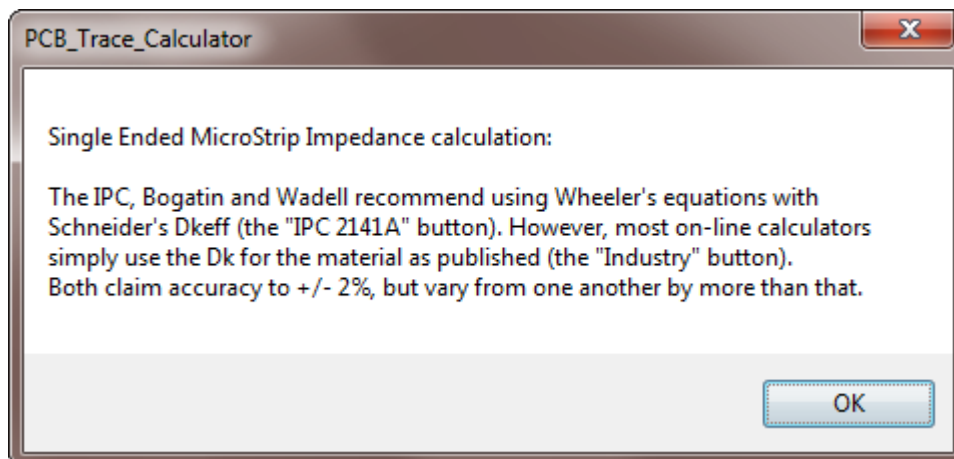 PCB_Trace_Calculator
Single Ended MicroStrip Impedance calculation:
The IPC, Bogatin and Wadell recommend using Wheeler's equations with
Schneider's Dkeff (the "IPC 2141A" button). However, most on-line calculators
simply use the Dk for the material as published (the "Industry" button).
Both claim accuracy to +/- 2%, but vary from one another by more than that.
OK